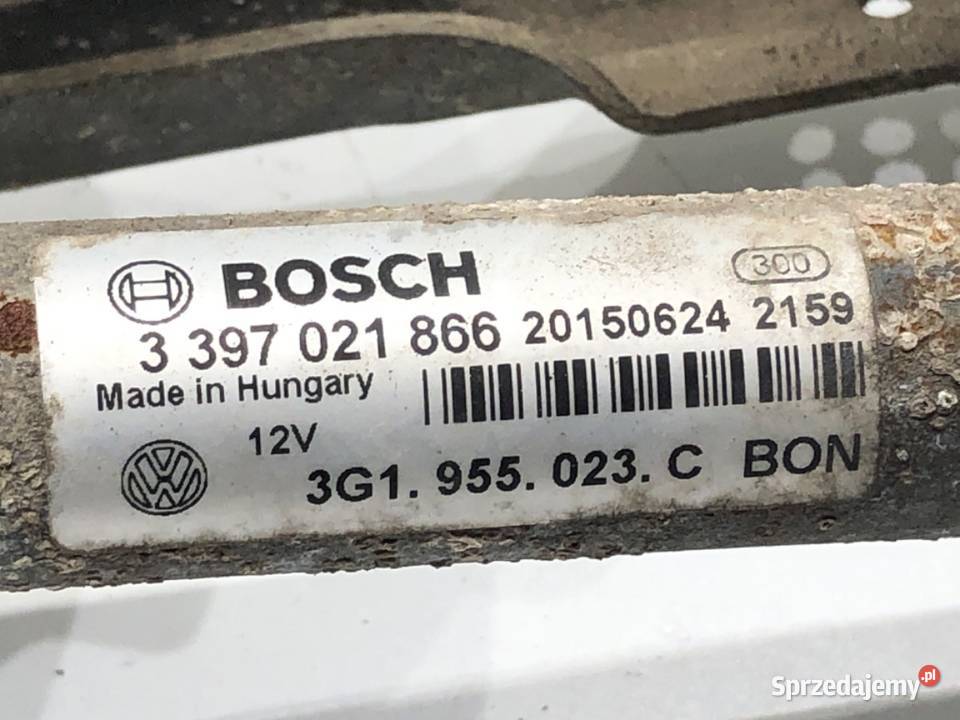 BOSCH 300
3 397 021 866 20150624 2159
Made in Hungary
12V
3G1. 955. 023. C BON
Sprzedajemy.pl